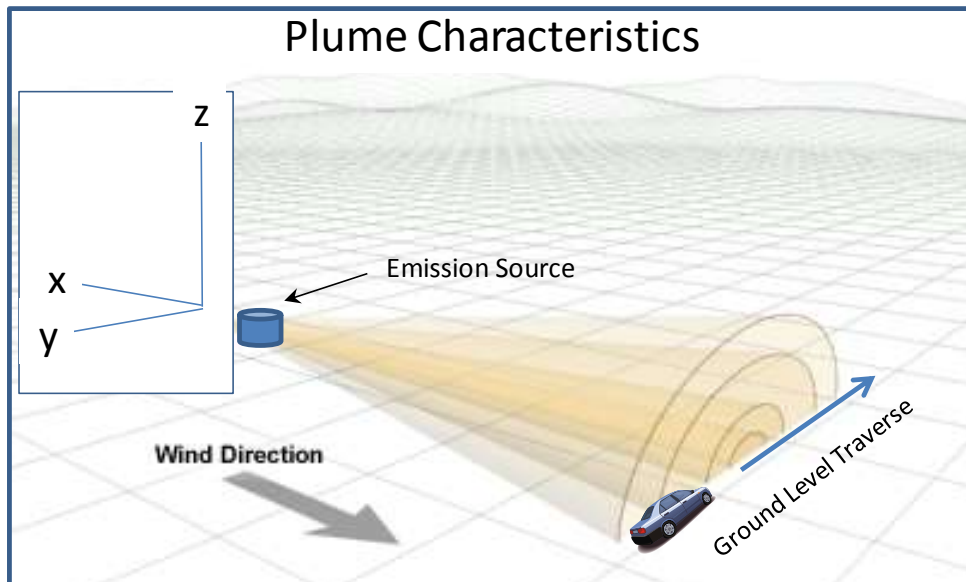 Plume Characteristics
z
x
y
Emission Source
Wind Direction
Ground Level Traverse